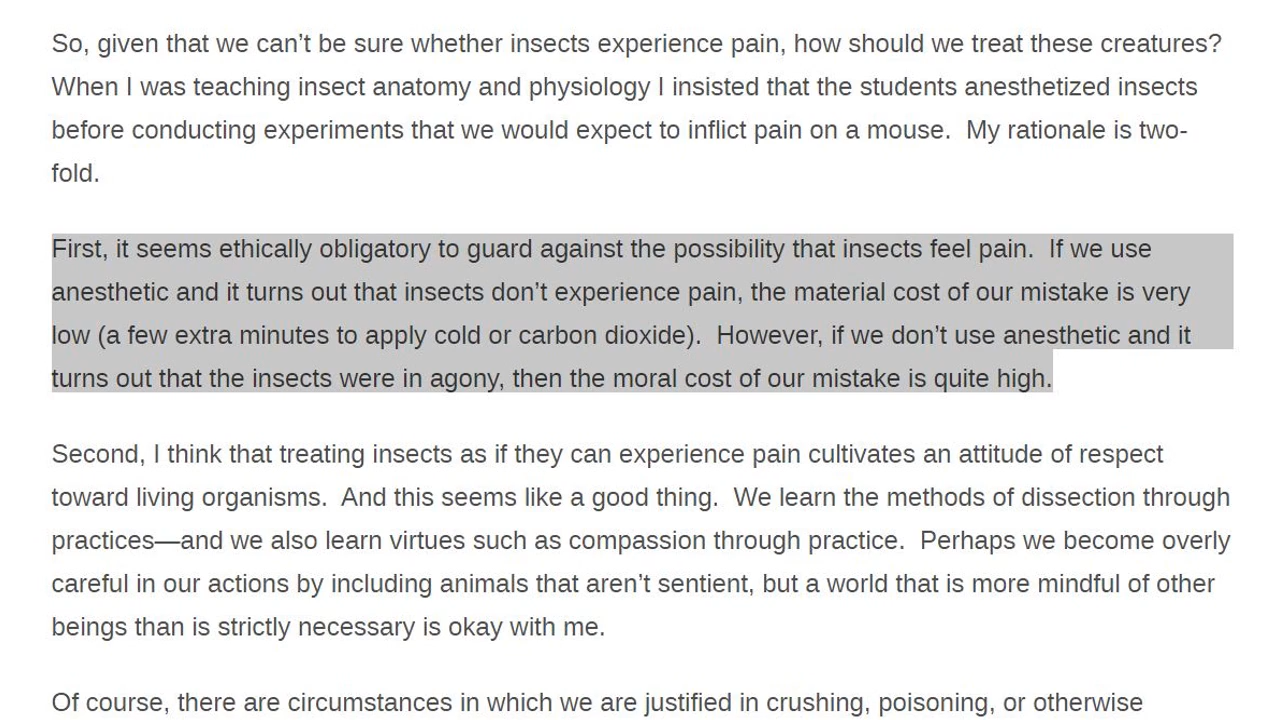 So, given that we can’t be sure whether insects experience pain, how should we treat these creatures?
When I was teaching insect anatomy and physiology I insisted that the students anesthetized insects
before conducting experiments that we would expect to inflict pain on a mouse.  My rationale is two-
fold.
First, it seems ethically obligatory to guard against the possibility that insects feel pain.  If we use
anesthetic and it turns out that insects don’t experience pain, the material cost of our mistake is very
low (a few extra minutes to apply cold or carbon dioxide).  However, if we don’t use anesthetic and it
turns out that the insects were in agony, then the moral cost of our mistake is quite high.
Second, I think that treating insects as if they can experience pain cultivates an attitude of respect
toward living organisms.  And this seems like a good thing.  We learn the methods of dissection through
practices—and we also learn virtues such as compassion through practice.  Perhaps we become overly
careful in our actions by including animals that aren’t sentient, but a world that is more mindful of other
beings than is strictly necessary is okay with me.
Of course, there are circumstances in which we are justified in crushing, poisoning, or otherwise